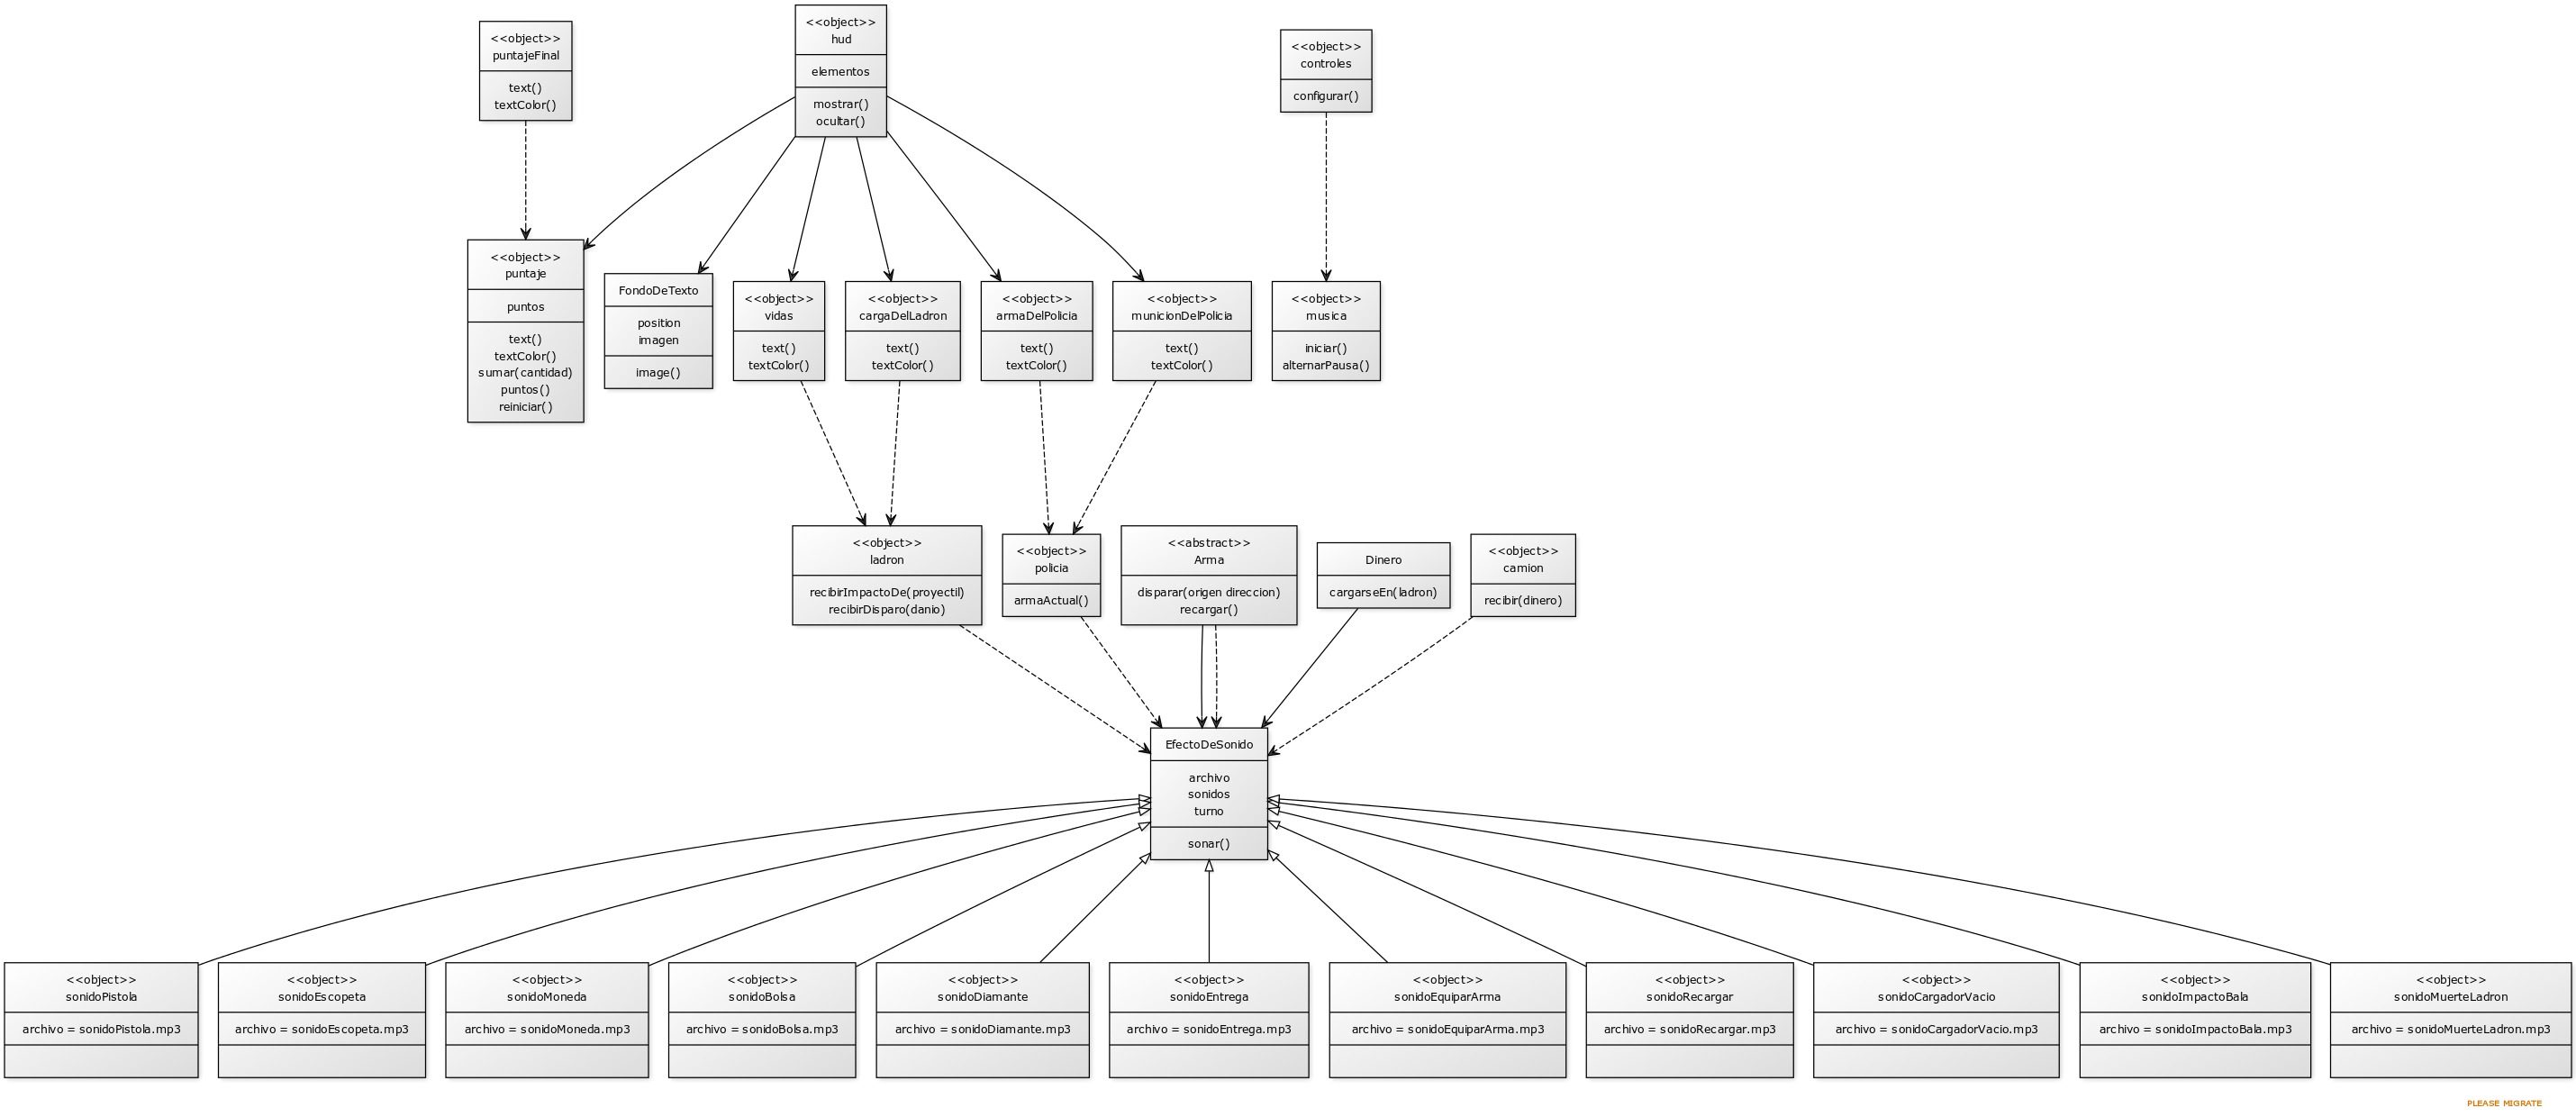 <<object>>
puntajeFinal
text()
textColor()
<<object>>
hud
elementos
mostrar()
ocultar()
<<object>>
controles
configurar()
<<object>>
puntaje
puntos
text()
textColor()
sumar(cantidad)
puntos()
reiniciar()
FondoDeTexto
position
imagen
image()
<<object>>
vidas
text()
textColor()
<<object>>
cargaDelLadron
text()
textColor()
<<object>>
armaDelPolicia
text()
textColor()
<<object>>
municionDelPolicia
text()
textColor()
<<object>>
musica
iniciar()
alternarPausa()
<<object>>
ladron
recibirImpactoDe(proyectil)
recibirDisparo(danio)
<<object>>
policia
armaActual()
<<abstract>>
Arma
disparar(origen direccion)
recargar()
Dinero
cargarseEn(ladron)
<<object>>
camion
recibir(dinero)
EfectoDeSonido
archivo
sonidos
turno
sonar()
<<object>>
sonidoPistola
archivo = sonidoPistola.mp3
<<object>>
sonidoEscopeta
archivo = sonidoEscopeta.mp3
<<object>>
sonidoMoneda
archivo = sonidoMoneda.mp3
<<object>>
sonidoBolsa
archivo = sonidoBolsa.mp3
<<object>>
sonidoDiamante
archivo = sonidoDiamante.mp3
<<object>>
sonidoEntrega
archivo = sonidoEntrega.mp3
<<object>>
sonidoEquiparArma
archivo = sonidoEquiparArma.mp3
<<object>>
sonidoRecargar
archivo = sonidoRecargar.mp3
<<object>>
sonidoCargadorVacio
archivo = sonidoCargadorVacio.mp3
<<object>>
sonidoImpactoBala
archivo = sonidoImpactoBala.mp3
<<object>>
sonidoMuerteLadron
archivo = sonidoMuerteLadron.mp3
PLEASE MIGRATE